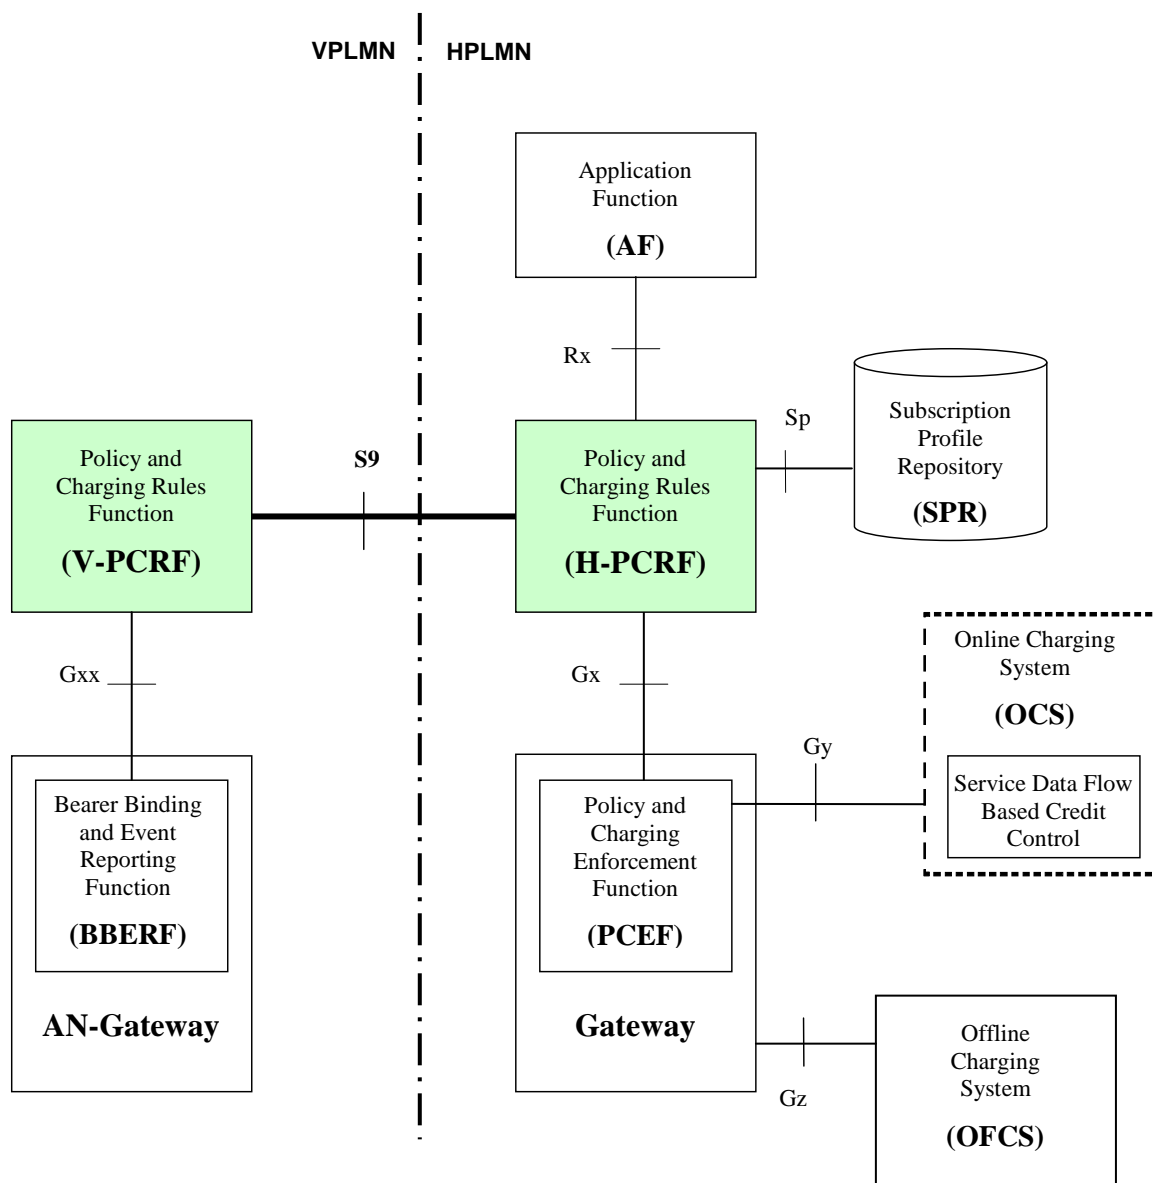 VPLMN
HPLMN
Application
Function
(AF)
Rx
Sp
Subscription
Profile
Repository
(SPR)
Policy and
Charging Rules
Function
(V-PCRF)
S9
Policy and
Charging Rules
Function
(H-PCRF)
Gxx
Gx
Online Charging
System
(OCS)
Gy
Service Data Flow
Based Credit
Control
Bearer Binding
and Event
Reporting
Function
(BBERF)
AN-Gateway
Policy and
Charging
Enforcement
Function
(PCEF)
Gateway
Gz
Offline
Charging
System
(OFCS)